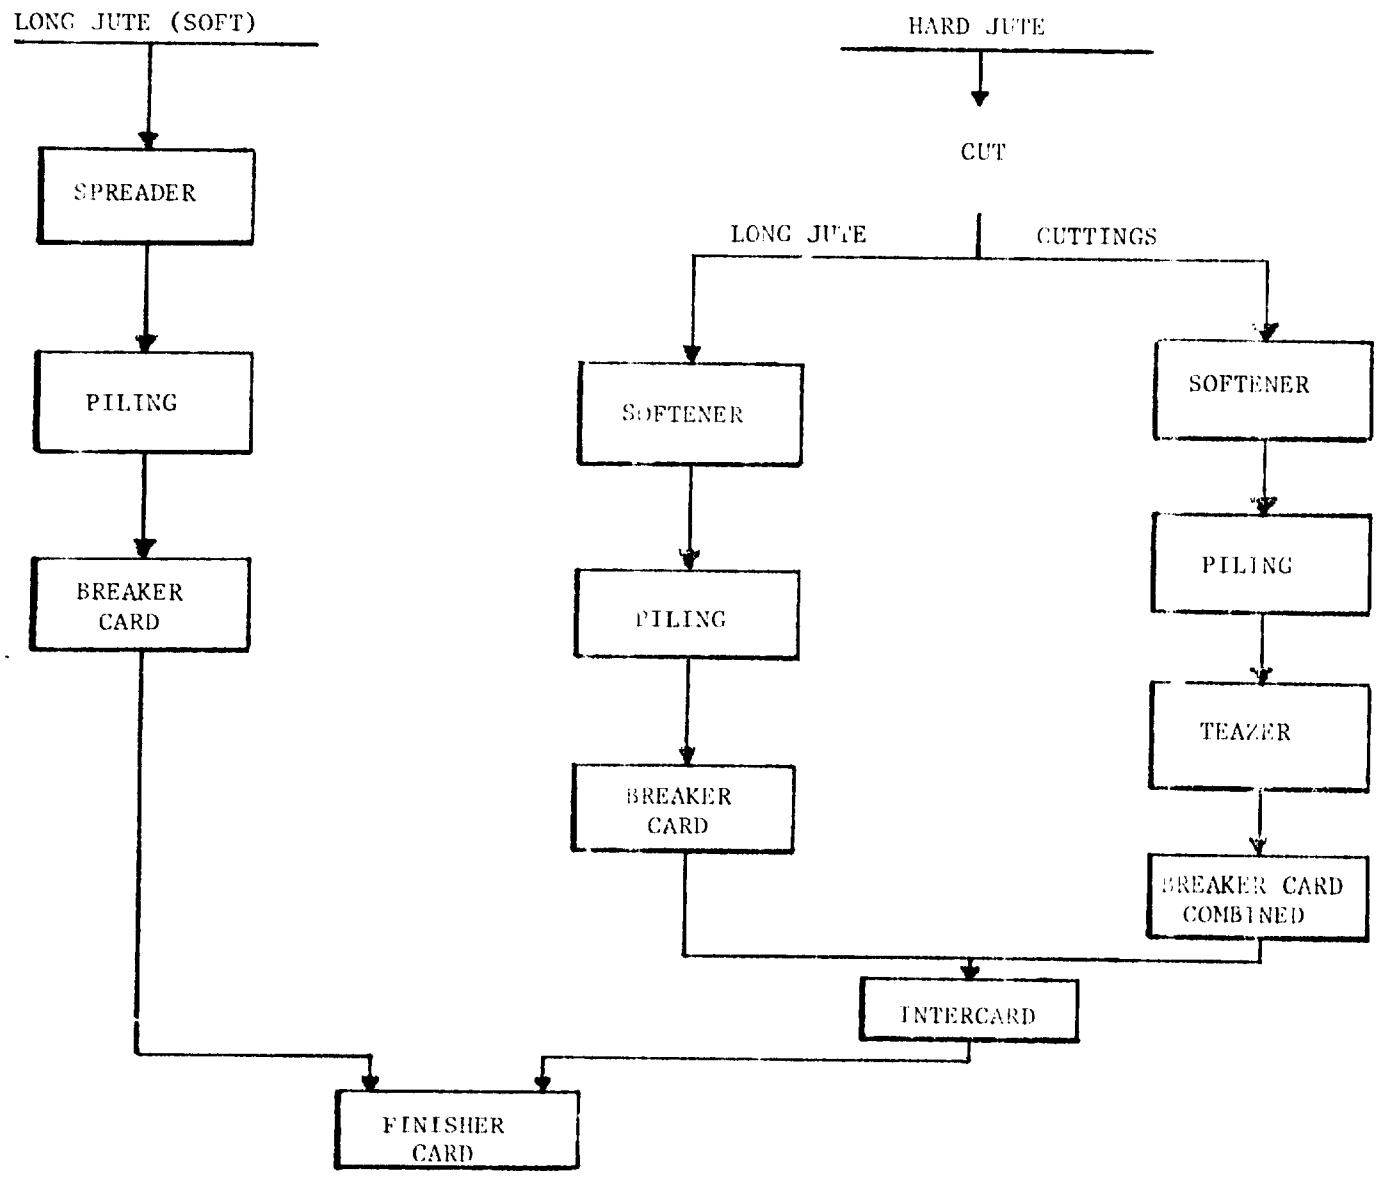 LONG JUTE (SOFT)
HARD JUTE
CUT
LONG JUTE
CUTTINGS
SPREADER
PILING
BREAKER
CARD
SOFTENER
PILING
BREAKER
CARD
SOFTENER
PILING
TEAZER
BREAKER CARD
COMBINED
INTERCARD
FINISHER
CARD